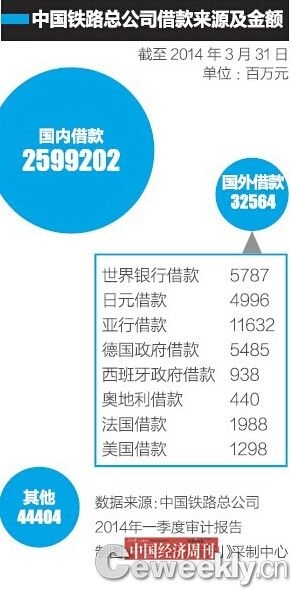 中国铁路总公司借款来源及金额
截至 2014 年 3 月 31 日
单位：百万元
国内借款
2599202
国外借款
32564
世界银行借款 5787
日元借款 4996
亚行借款 11632
德国政府借款 5485
西班牙政府借款 938
奥地利借款 440
法国借款 1988
美国借款 1298
其他
44404
数据来源：中国铁路总公司
2014年一季度审计报告
中国经济周刊
采制中心
Ceweekly.cn